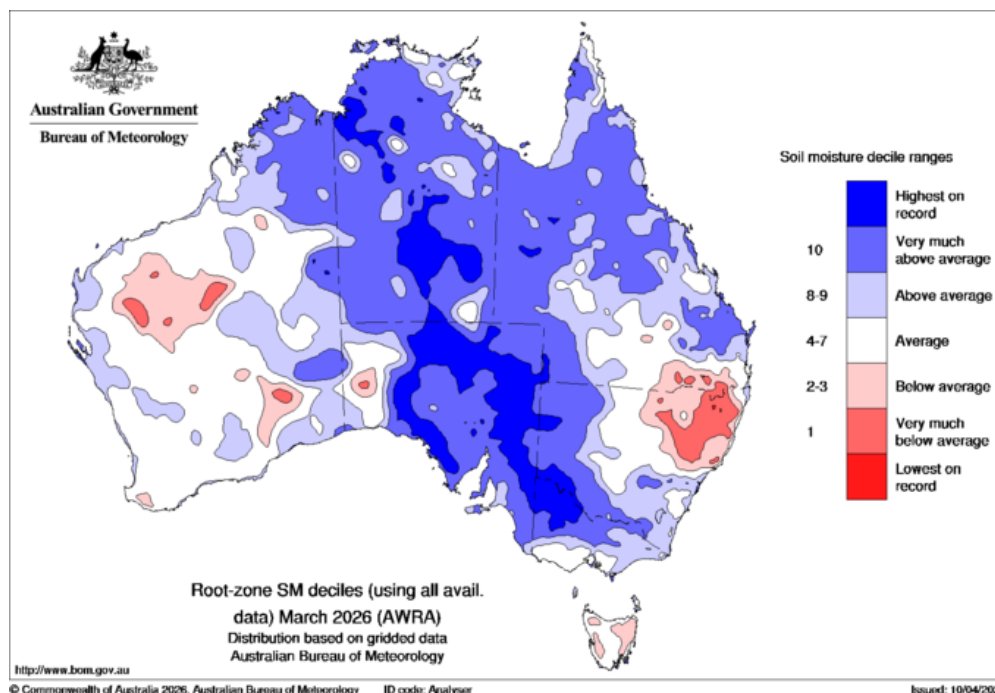 Australian Government
Bureau of Meteorology
Soil moisture decile ranges
Highest on
record
10
Very much
above average
8-9
Above average
4-7
Average
2-3
Below average
1
Very much
below average
Lowest on
record
Root-zone SM deciles (using all avail.
data) March 2026 (AWRA)
Distribution based on gridded data
Australian Bureau of Meteorology
http://www.bom.gov.au
© Commonwealth of Australia 2026, Australian Bureau of Meteorology ID code: Analyser Issued: